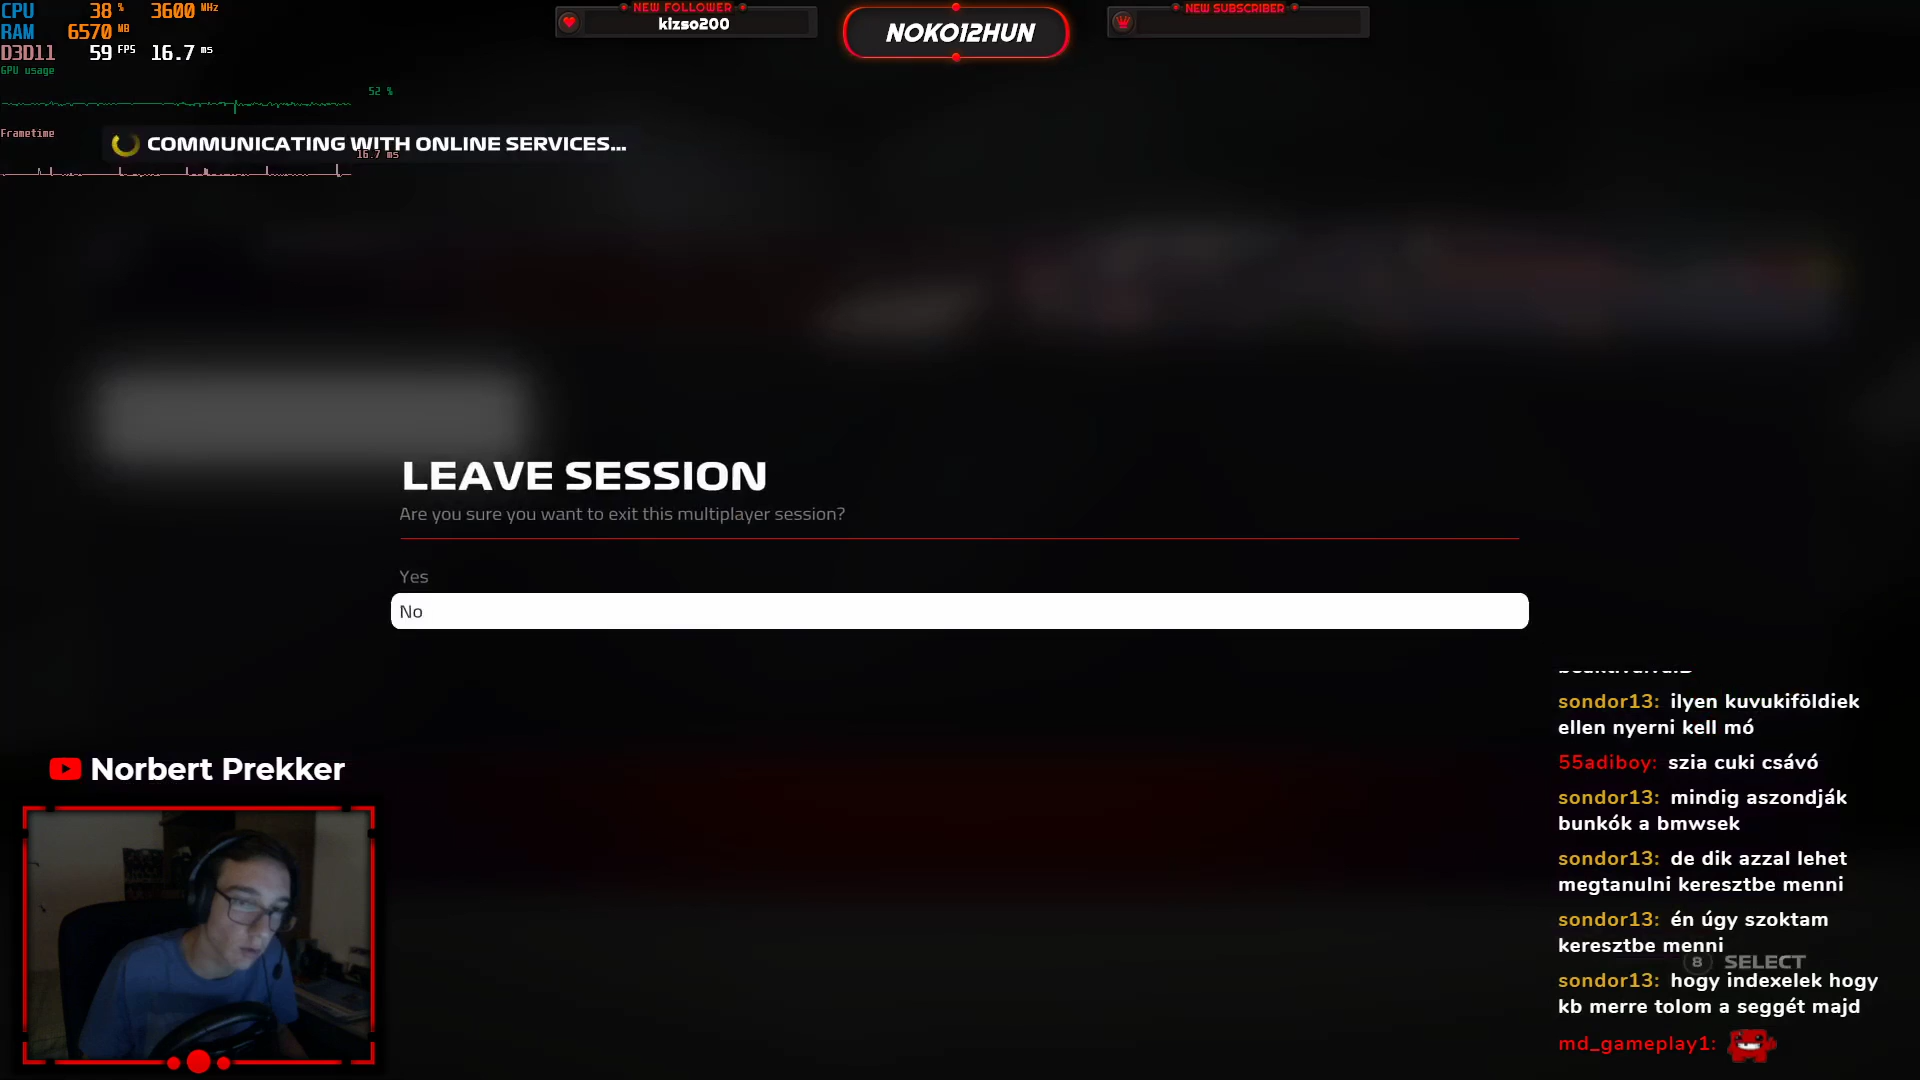 CPU 38 % 3600 MHz
RAM 6570 MB
D3D11 59 FPS 16.7 ms
GPU usage
52 %
Frametime
16.7 ms
NEW FOLLOWER
kizso200
NOKO12HUN
NEW SUBSCRIBER
COMMUNICATING WITH ONLINE SERVICES...
LEAVE SESSION
Are you sure you want to exit this multiplayer session?
Yes
No
Norbert Prekker
sondor13: ilyen kuvukiföldiek
ellen nyerni kell mó
55adiboy: szia cuki csávó
sondor13: mindig aszondják
bunkók a bmwsek
sondor13: de dik azzal lehet
megtanulni keresztbe menni
sondor13: én úgy szoktam
keresztbe menni
8 SELECT
sondor13: hogy indexelek hogy
kb merre tolom a seggét majd
md_gameplay1: